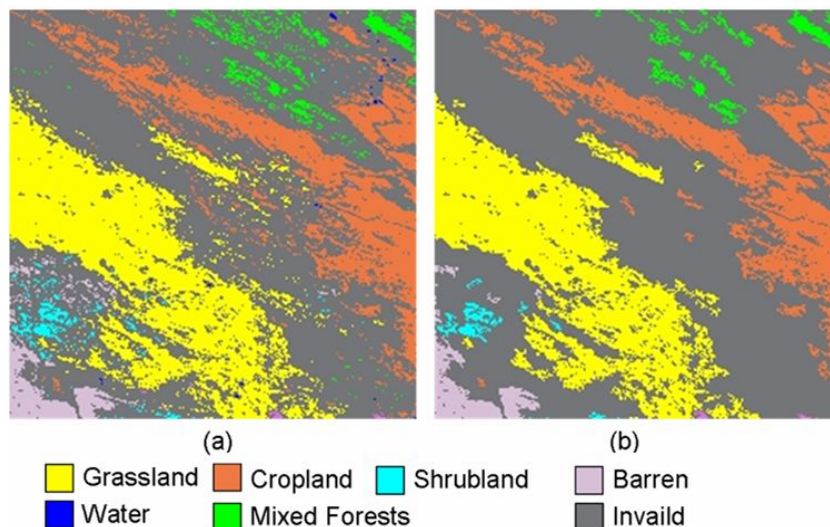 (a) (b)
Grassland Cropland Shrubland Barren
Water Mixed Forests Invaild